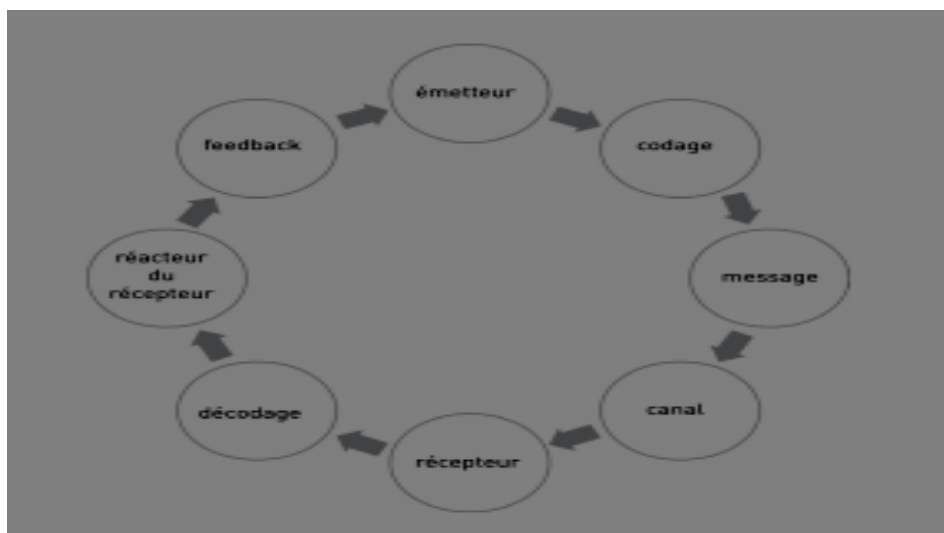 émetteur
codage
message
canal
récepteur
décodage
réacteur
du
récepteur
feedback